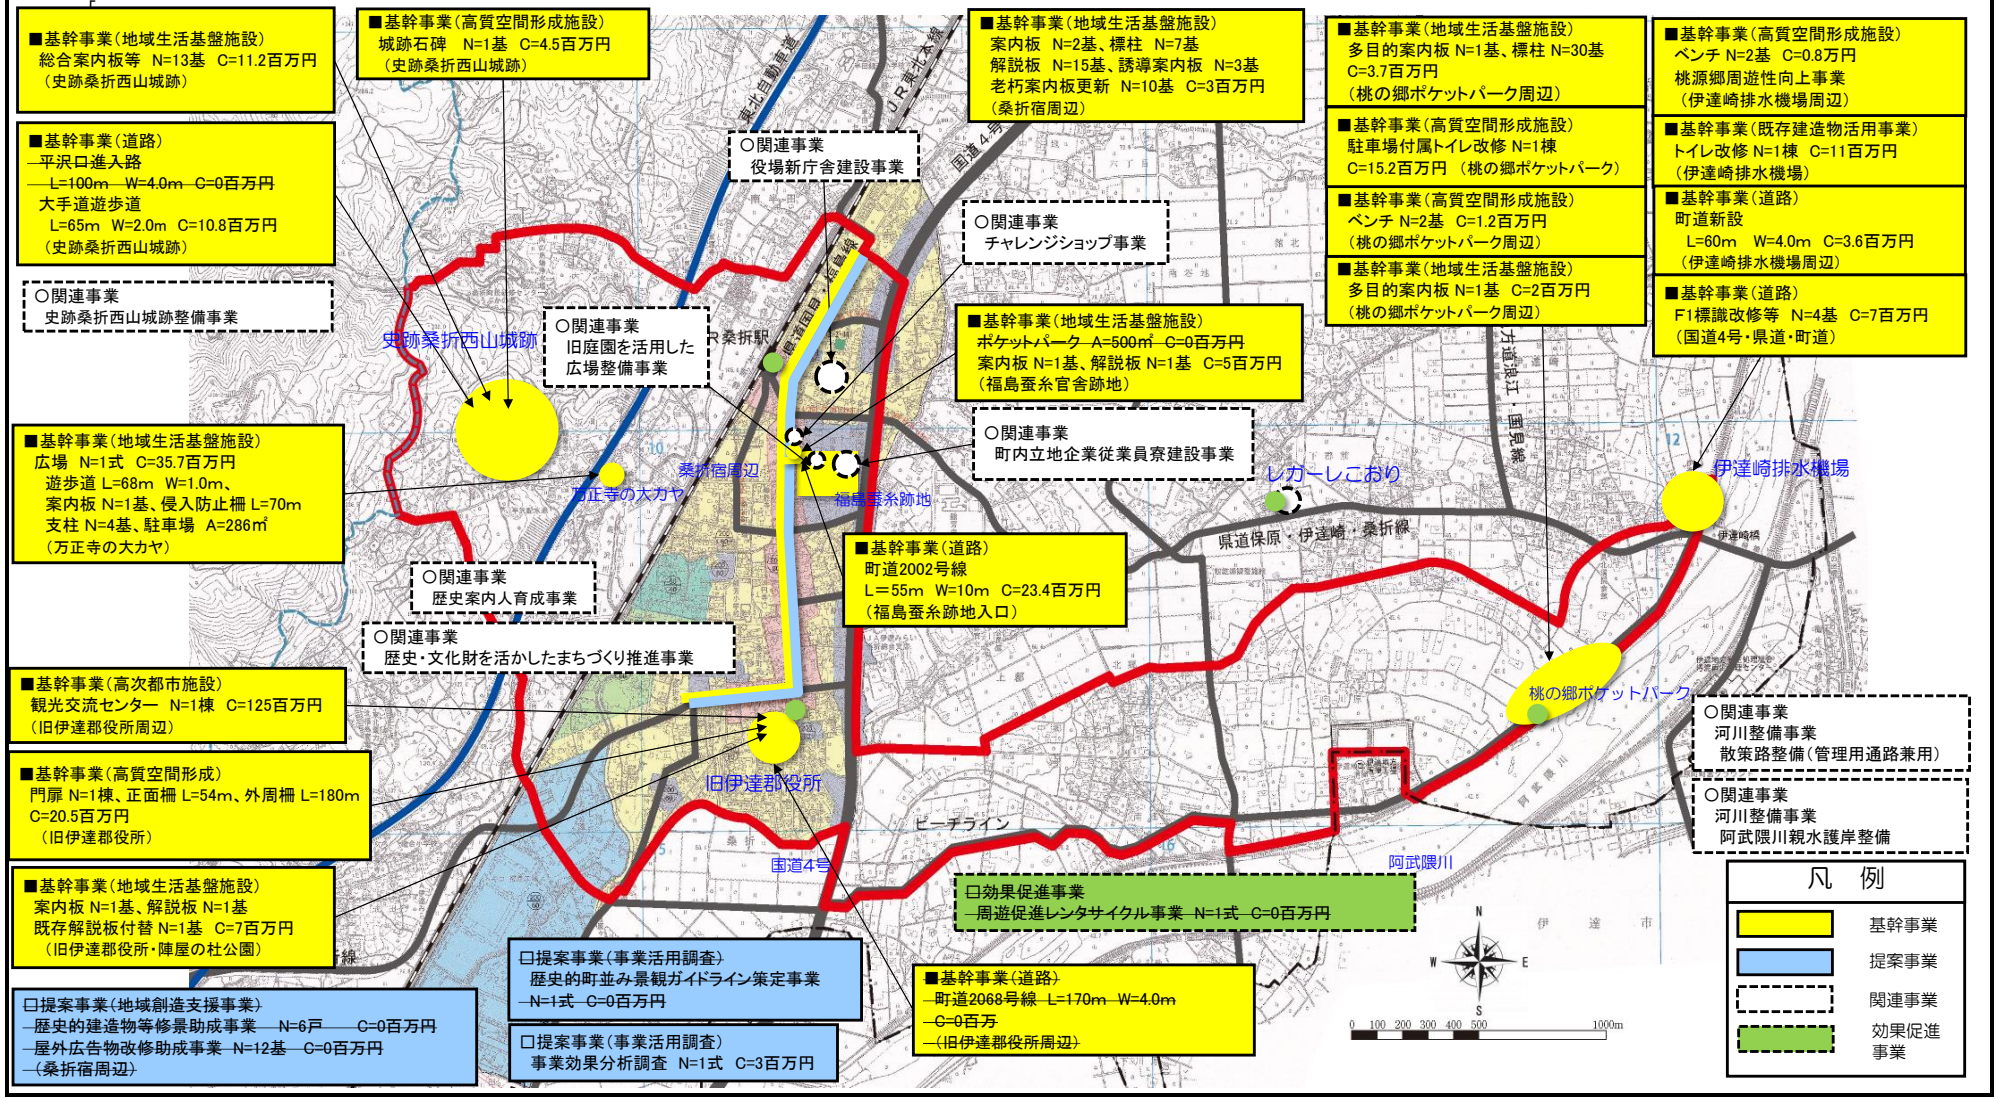 ■基幹事業(地域生活基盤施設)
総合案内板等 N=13基 C=11.2百万円
(史跡桑折西山城跡)
■基幹事業(高質空間形成施設)
城跡石碑 N=1基 C=4.5百万円
(史跡桑折西山城跡)
■基幹事業(地域生活基盤施設)
案内板 N=2基、標柱 N=7基
解説板 N=15基、誘導案内板 N=3基
老朽案内板更新 N=10基 C=3百万円
(桑折宿周辺)
■基幹事業(地域生活基盤施設)
多目的案内板 N=1基、標柱 N=30基
C=3.7百万円
(桃の郷ポケットパーク周辺)
■基幹事業(高質空間形成施設)
ベンチ N=2基 C=0.8百万円
桃源郷周遊性向上事業
(伊達崎排水機場周辺)
■基幹事業(道路)
平沢口進入路
L=100m W=4.0m C=0百万円
大手道遊歩道
L=65m W=2.0m C=10.8百万円
(史跡桑折西山城跡)
■基幹事業(高質空間形成施設)
駐車場付属トイレ改修 N=1棟
C=15.2百万円 (桃の郷ポケットパーク)
■基幹事業(既存建造物活用事業)
トイレ改修 N=1棟 C=11百万円
(伊達崎排水機場)
■基幹事業(高質空間形成施設)
ベンチ N=2基 C=1.2百万円
(桃の郷ポケットパーク周辺)
■基幹事業(道路)
町道新設
L=60m W=4.0m C=3.6百万円
(伊達崎排水機場周辺)
■基幹事業(地域生活基盤施設)
多目的案内板 N=1基 C=2百万円
(桃の郷ポケットパーク周辺)
■基幹事業(道路)
F1標識改修等 N=4基 C=7百万円
(国道4号・県道・町道)
東北自動車道
JR東北本線
国道4号
〇関連事業
役場新庁舎建設事業
〇関連事業
チャレンジショップ事業
〇関連事業
史跡桑折西山城跡整備事業
史跡桑折西山城跡
〇関連事業
旧庭園を活用した
広場整備事業
R桑折駅
県道国見・福島線
■基幹事業(地域生活基盤施設)
ポケットパーク A=500㎡ C=0百万円
案内板 N=1基、解説板 N=1基 C=5百万円
(福島蚕糸官舎跡地)
〇関連事業
町内立地企業従業員寮建設事業
方道浪江・国見線
■基幹事業(地域生活基盤施設)
広場 N=1式 C=35.7百万円
遊歩道 L=68m W=1.0m、
案内板 N=1基、侵入防止柵 L=70m
支柱 N=4基、駐車場 A=286㎡
(万正寺の大カヤ)
万正寺の大カヤ
桑折宿周辺
福島蚕糸跡地
レガーレこおり
伊達崎排水機場
伊達崎橋
県道保原・伊達崎・桑折線
■基幹事業(道路)
町道2002号線
L=55m W=10m C=23.4百万円
(福島蚕糸跡地入口)
〇関連事業
歴史案内人育成事業
〇関連事業
歴史・文化財を活かしたまちづくり推進事業
■基幹事業(高次都市施設)
観光交流センター N=1棟 C=125百万円
(旧伊達郡役所周辺)
桃の郷ポケットパーク
〇関連事業
河川整備事業
散策路整備(管理用通路兼用)
■基幹事業(高質空間形成)
門扉 N=1棟、正面柵 L=54m、外周柵 L=180m
C=20.5百万円
(旧伊達郡役所)
旧伊達郡役所
〇関連事業
河川整備事業
阿武隈川親水護岸整備
ピーチライン
桑 折
国道4号
阿武隈川
阿武隈川
■基幹事業(地域生活基盤施設)
案内板 N=1基、解説板 N=1基
既存解説板付替 N=1基 C=7百万円
(旧伊達郡役所・陣屋の杜公園)
□効果促進事業
周遊促進レンタサイクル事業 N=1式 C=0百万円
伊 達 市
□提案事業(事業活用調査)
歴史的町並み景観ガイドライン策定事業
N=1式 C=0百万円
■基幹事業(道路)
町道2068号線 L=170m W=4.0m
C=0百万
(旧伊達郡役所周辺)
□提案事業(地域創造支援事業)
歴史的建造物等修景助成事業 N=6戸 C=0百万円
屋外広告物改修助成事業 N=12基 C=0百万円
(桑折宿周辺)
□提案事業(事業活用調査)
事業効果分析調査 N=1式 C=3百万円
N
W
E
S
0 100 200 300 400 500 1000m
凡 例
基幹事業
提案事業
関連事業
効果促進
事業